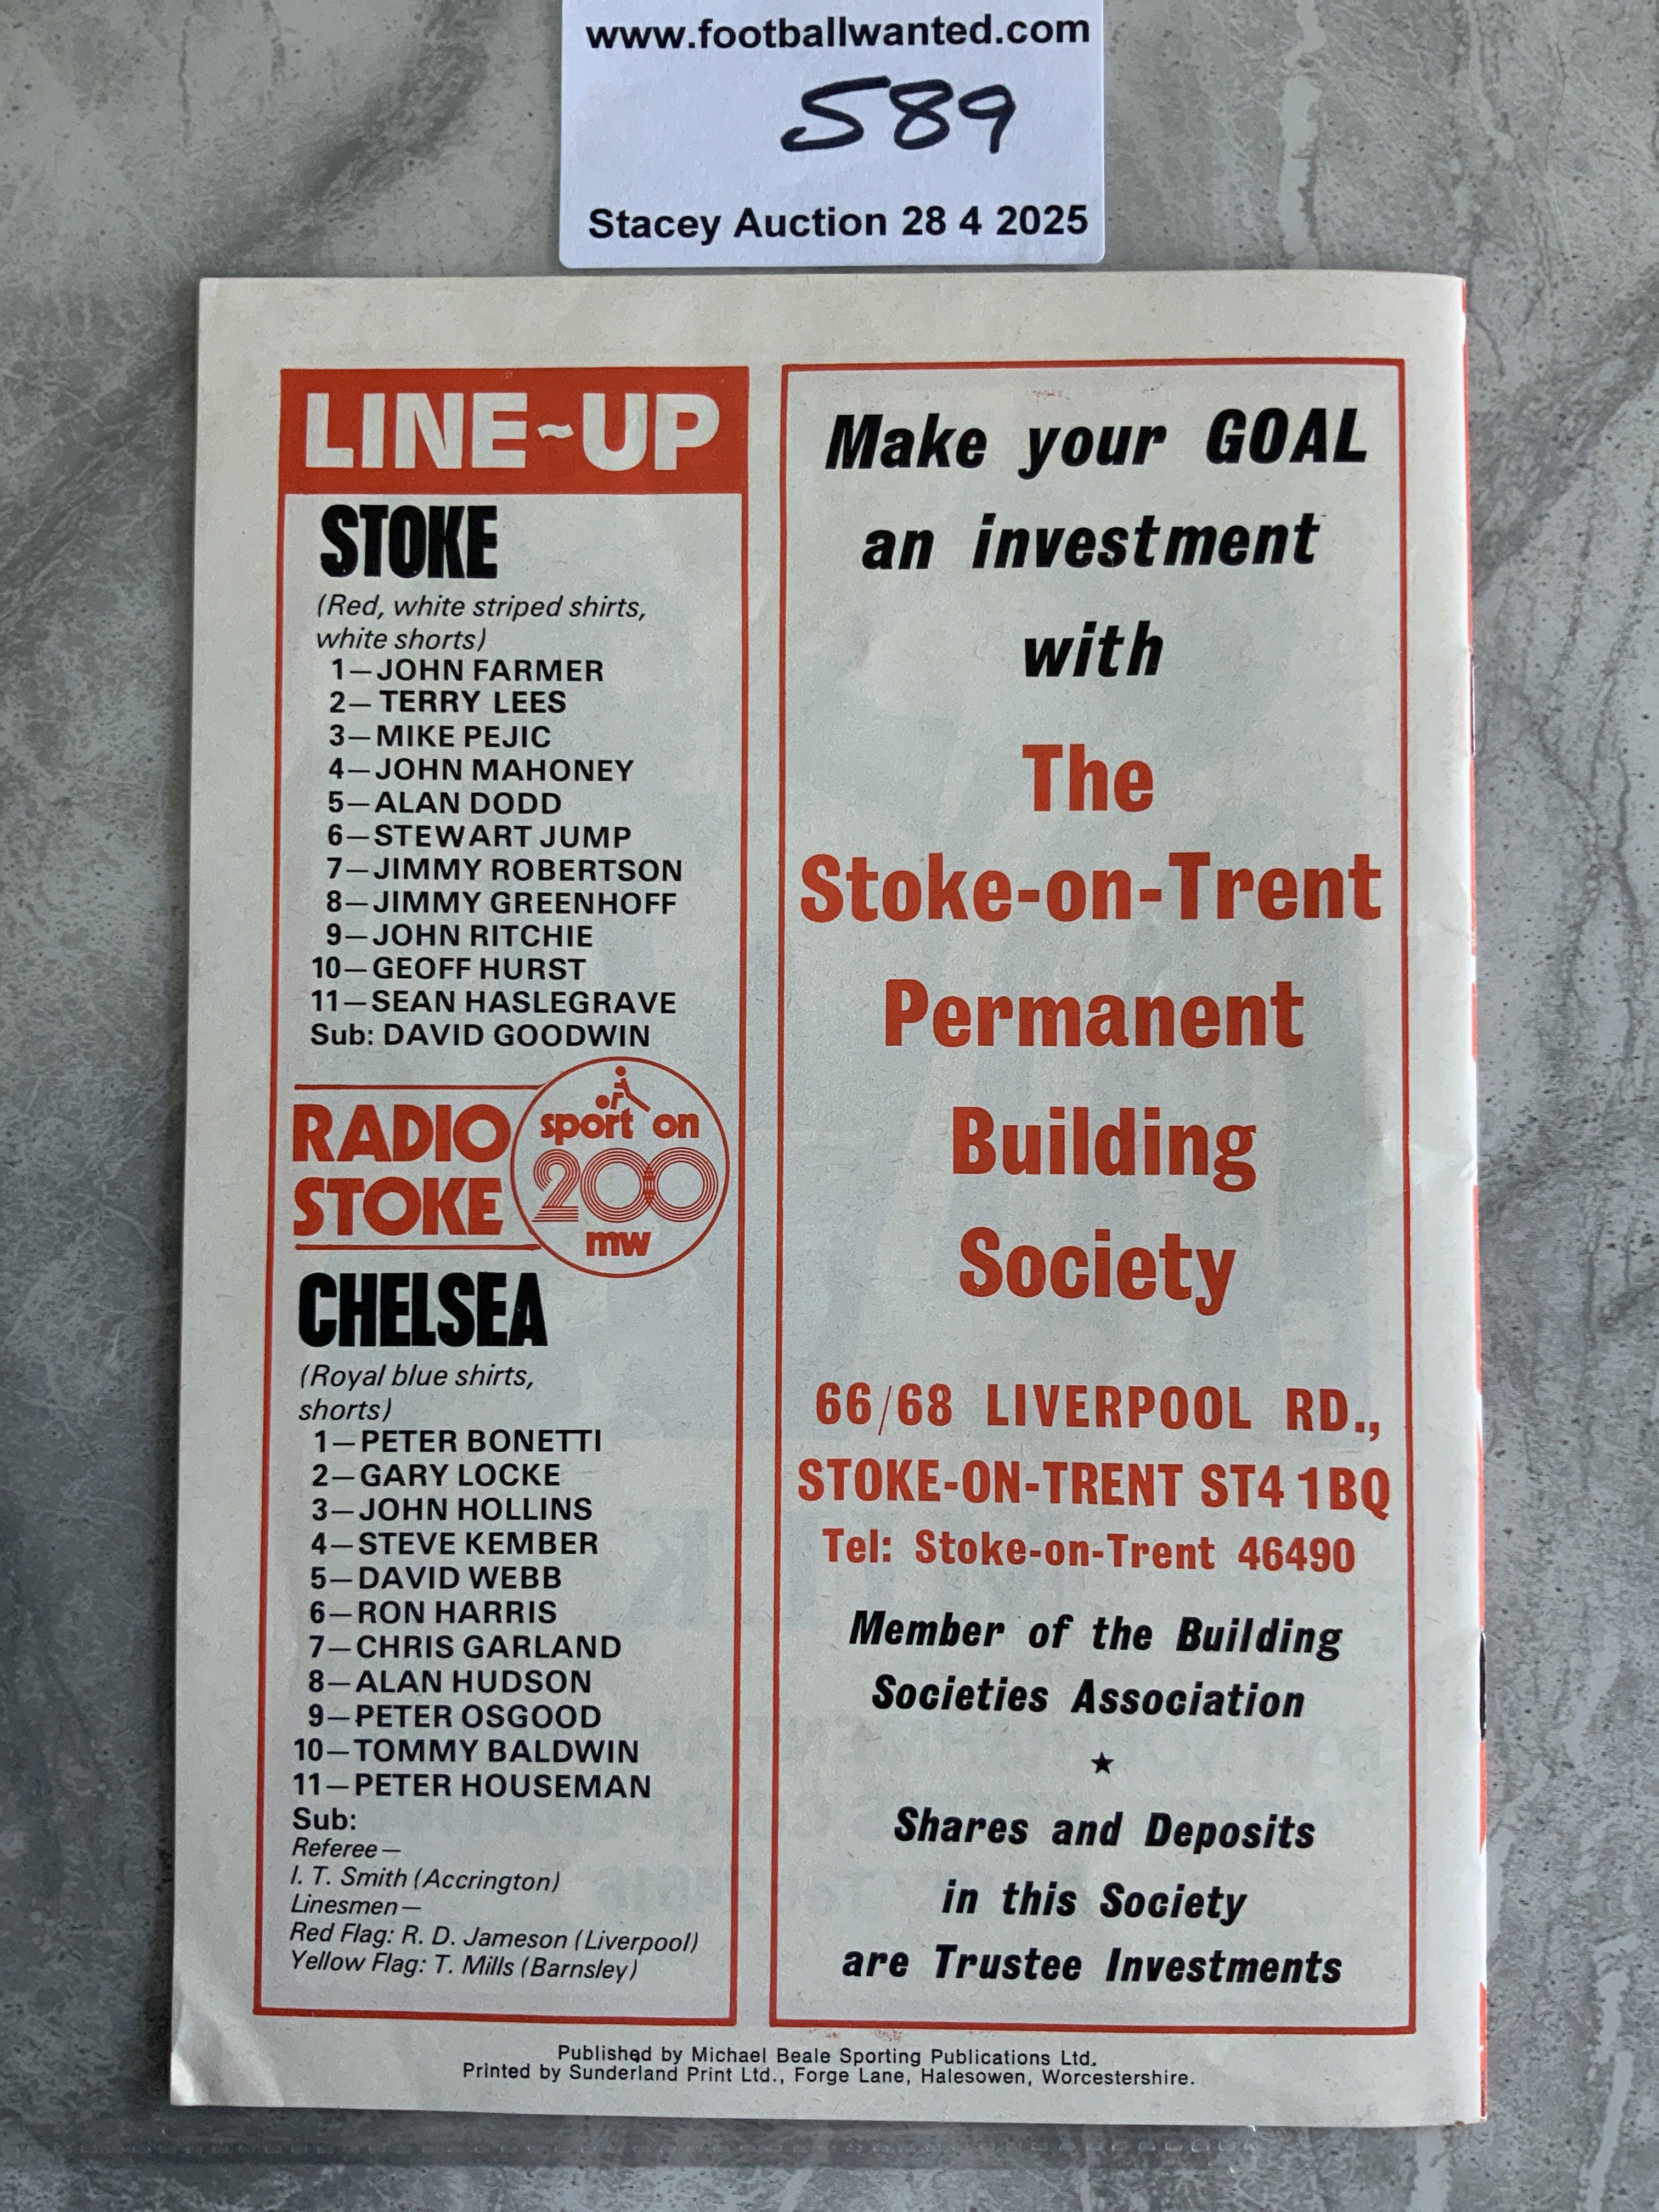 www.footballwanted.com
589
Stacey Auction 28 4 2025
LINE-UP
STOKE
(Red, white striped shirts,
white shorts)
1—JOHN FARMER
2—TERRY LEES
3—MIKE PEJIC
4—JOHN MAHONEY
5—ALAN DODD
6—STEWART JUMP
7—JIMMY ROBERTSON
8—JIMMY GREENHOFF
9—JOHN RITCHIE
10—GEOFF HURST
11—SEAN HASLEGRAVE
Sub: DAVID GOODWIN
RADIO
STOKE
sport on
200
mw
CHELSEA
(Royal blue shirts,
shorts)
1—PETER BONETTI
2—GARY LOCKE
3—JOHN HOLLINS
4—STEVE KEMBER
5—DAVID WEBB
6—RON HARRIS
7—CHRIS GARLAND
8—ALAN HUDSON
9—PETER OSGOOD
10—TOMMY BALDWIN
11—PETER HOUSEMAN
Sub:
Referee—
I. T. Smith (Accrington)
Linesmen—
Red Flag: R. D. Jameson (Liverpool)
Yellow Flag: T. Mills (Barnsley)
Make your GOAL
an investment
with
The
Stoke-on-Trent
Permanent
Building
Society
66/68 LIVERPOOL RD.,
STOKE-ON-TRENT ST4 1BQ
Tel: Stoke-on-Trent 46490
Member of the Building
Societies Association
★
Shares and Deposits
in this Society
are Trustee Investments
Published by Michael Beale Sporting Publications Ltd.
Printed by Sunderland Print Ltd., Forge Lane, Halesowen, Worcestershire.